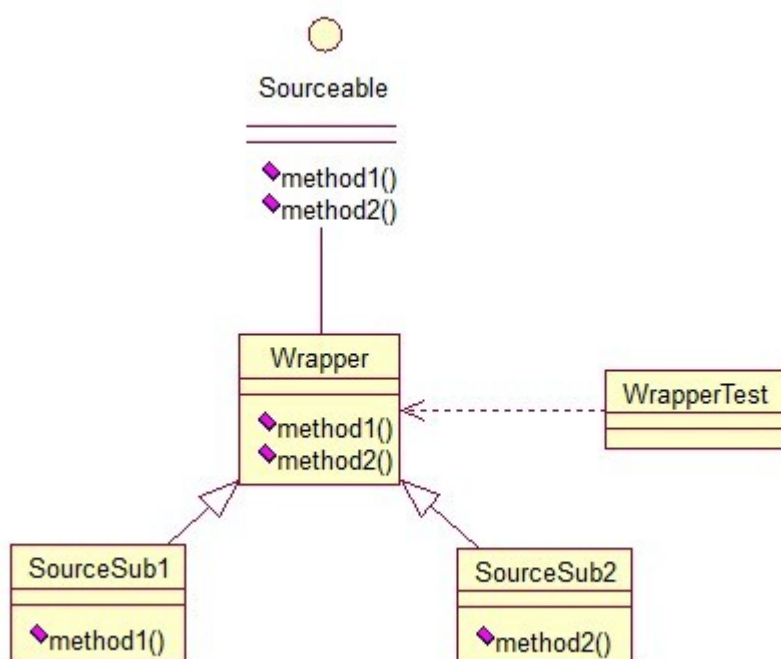 Sourceable
method1()
method2()
Wrapper
method1()
method2()
WrapperTest
SourceSub1
method1()
SourceSub2
method2()